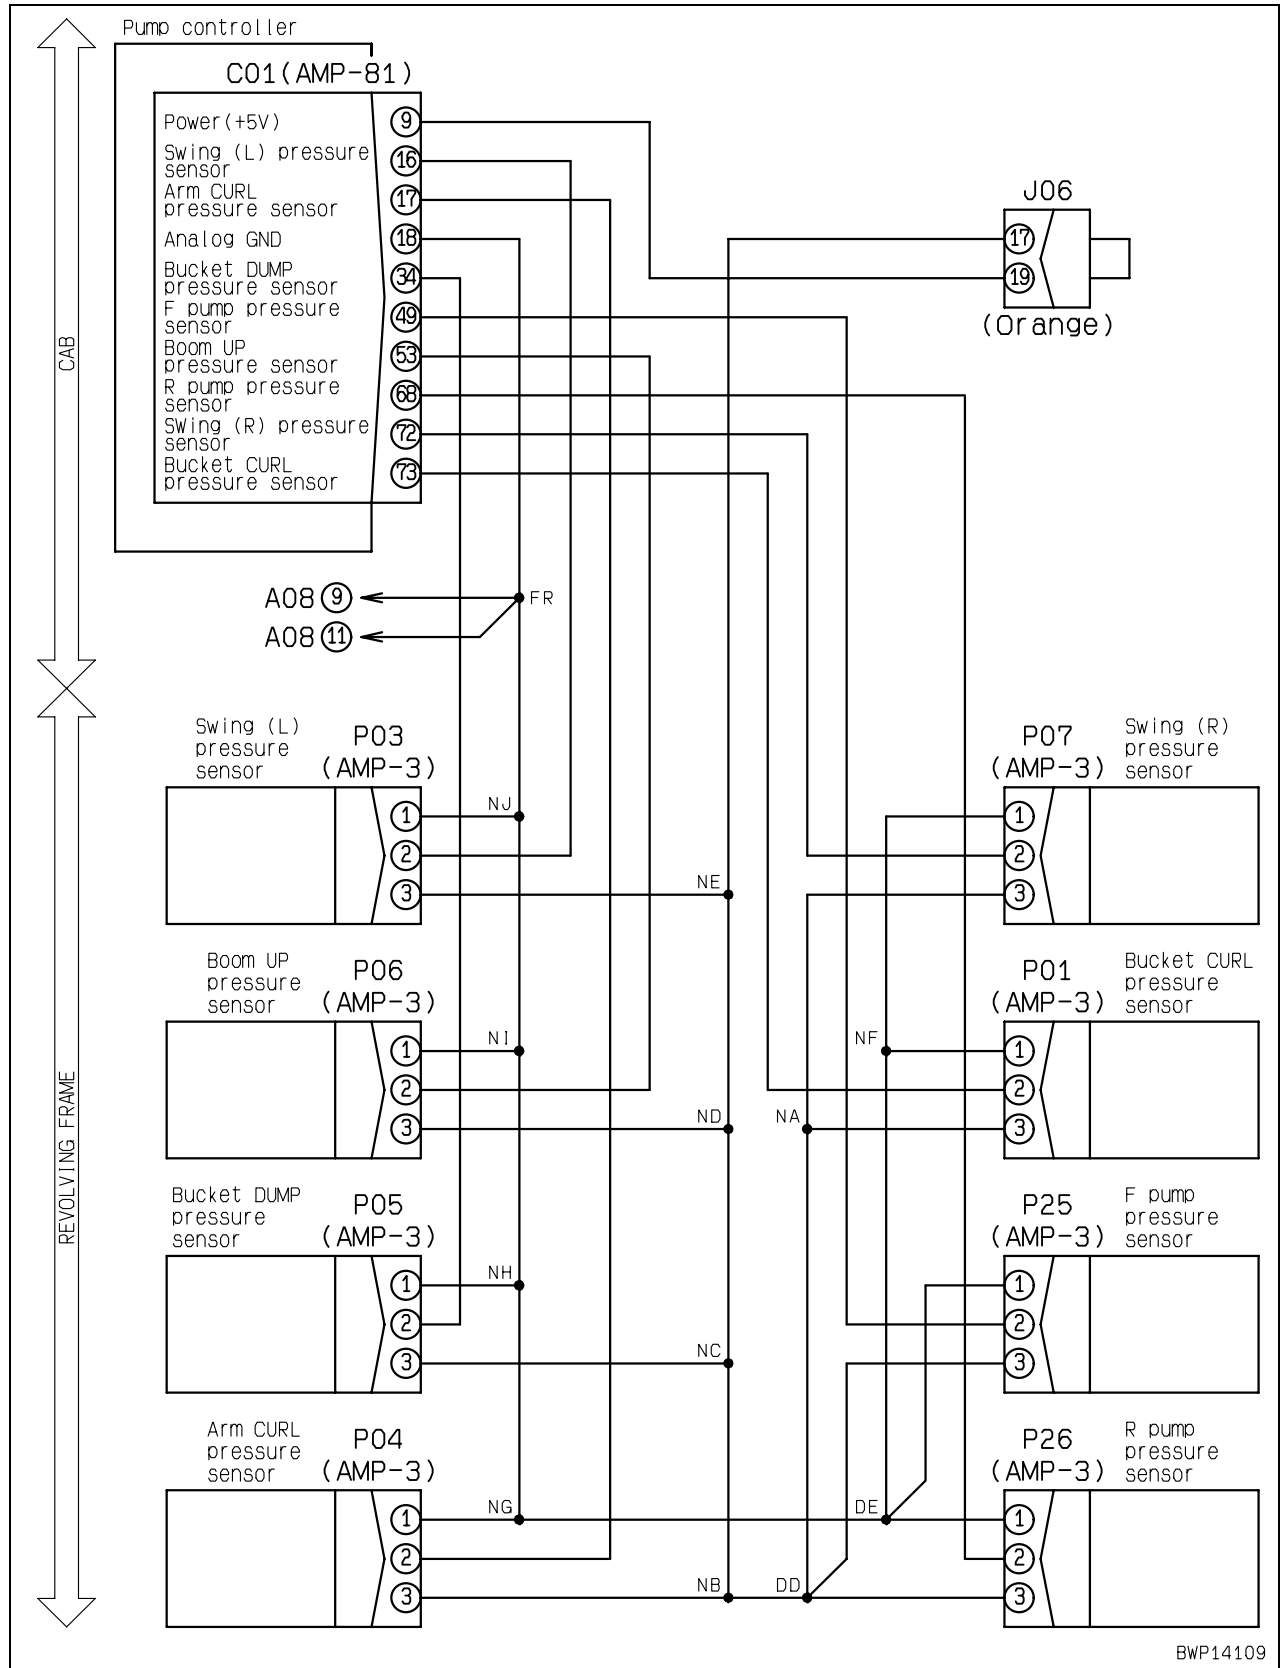 Pump controller
C01(AMP-81)
Power(+5V)
9
Swing (L) pressure
sensor
16
Arm CURL
pressure sensor
17
Analog GND
18
Bucket DUMP
pressure sensor
34
F pump pressure
sensor
49
Boom UP
pressure sensor
53
R pump pressure
sensor
68
SWing (R) pressure
sensor
72
Bucket CURL
pressure sensor
73
J06
17
19
(Orange)
CAB
A08 9
FR
A08 11
REVOLVING FRAME
Swing (L)
pressure
sensor
P03
(AMP-3)
1
2
3
NJ
NE
P07
(AMP-3)
Swing (R)
pressure
sensor
1
2
3
Boom UP
pressure
sensor
P06
(AMP-3)
1
2
3
NI
ND
NF
NA
P01
(AMP-3)
Bucket CURL
pressure
sensor
1
2
3
Bucket DUMP
pressure
sensor
P05
(AMP-3)
1
2
3
NH
NC
P25
(AMP-3)
F pump
pressure
sensor
1
2
3
Arm CURL
pressure
sensor
P04
(AMP-3)
1
2
3
NG
NB
DE
DD
P26
(AMP-3)
R pump
pressure
sensor
1
2
3
BWP14109